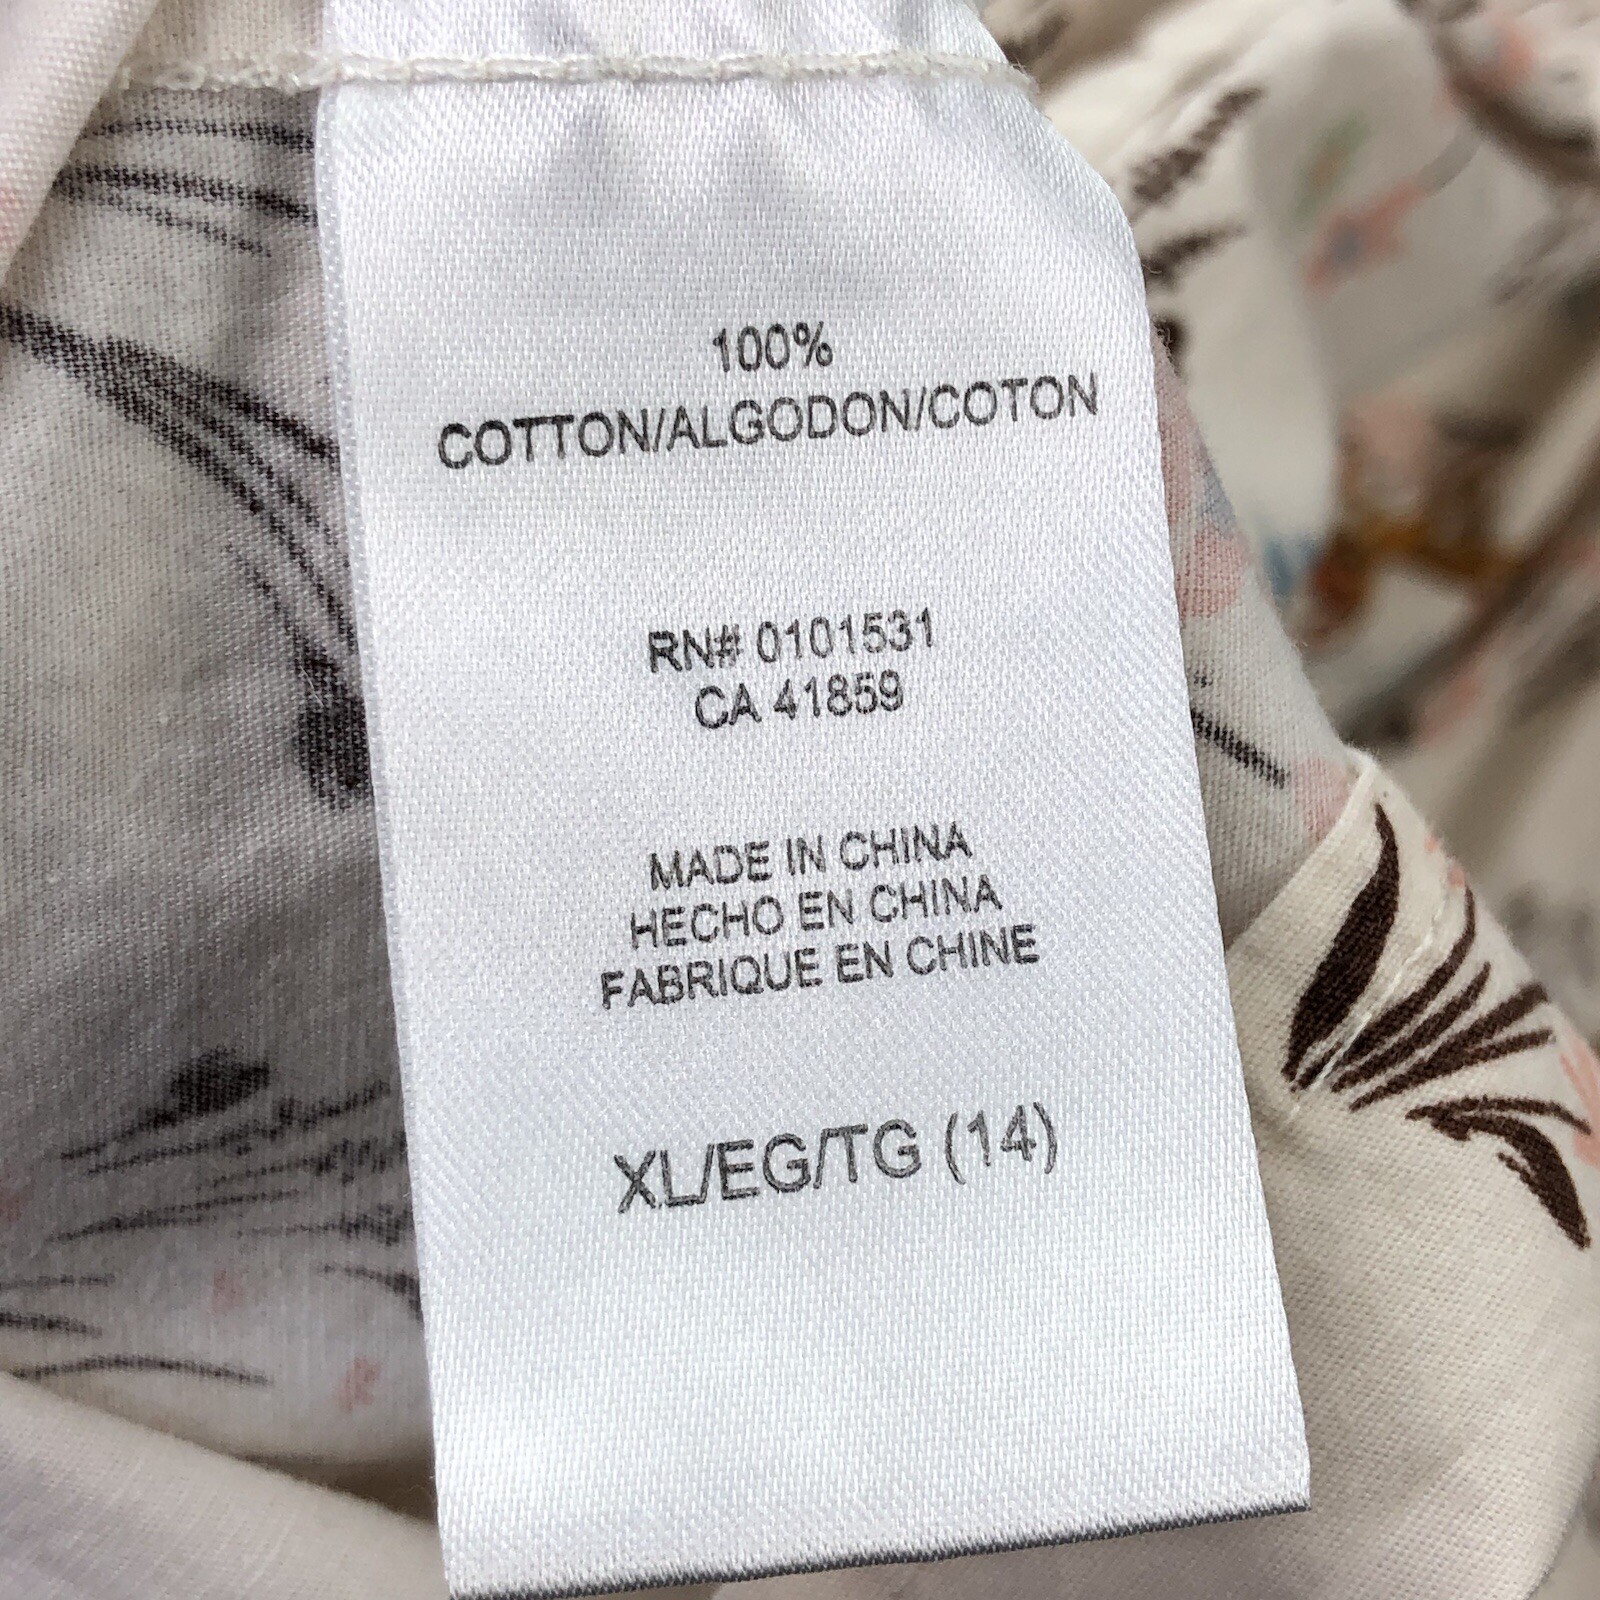 100%
COTTON/ALGODON/COTON
RN# 0101531
CA 41859
MADE IN CHINA
HECHO EN CHINA
FABRIQUE EN CHINE
XL/EG/TG (14)